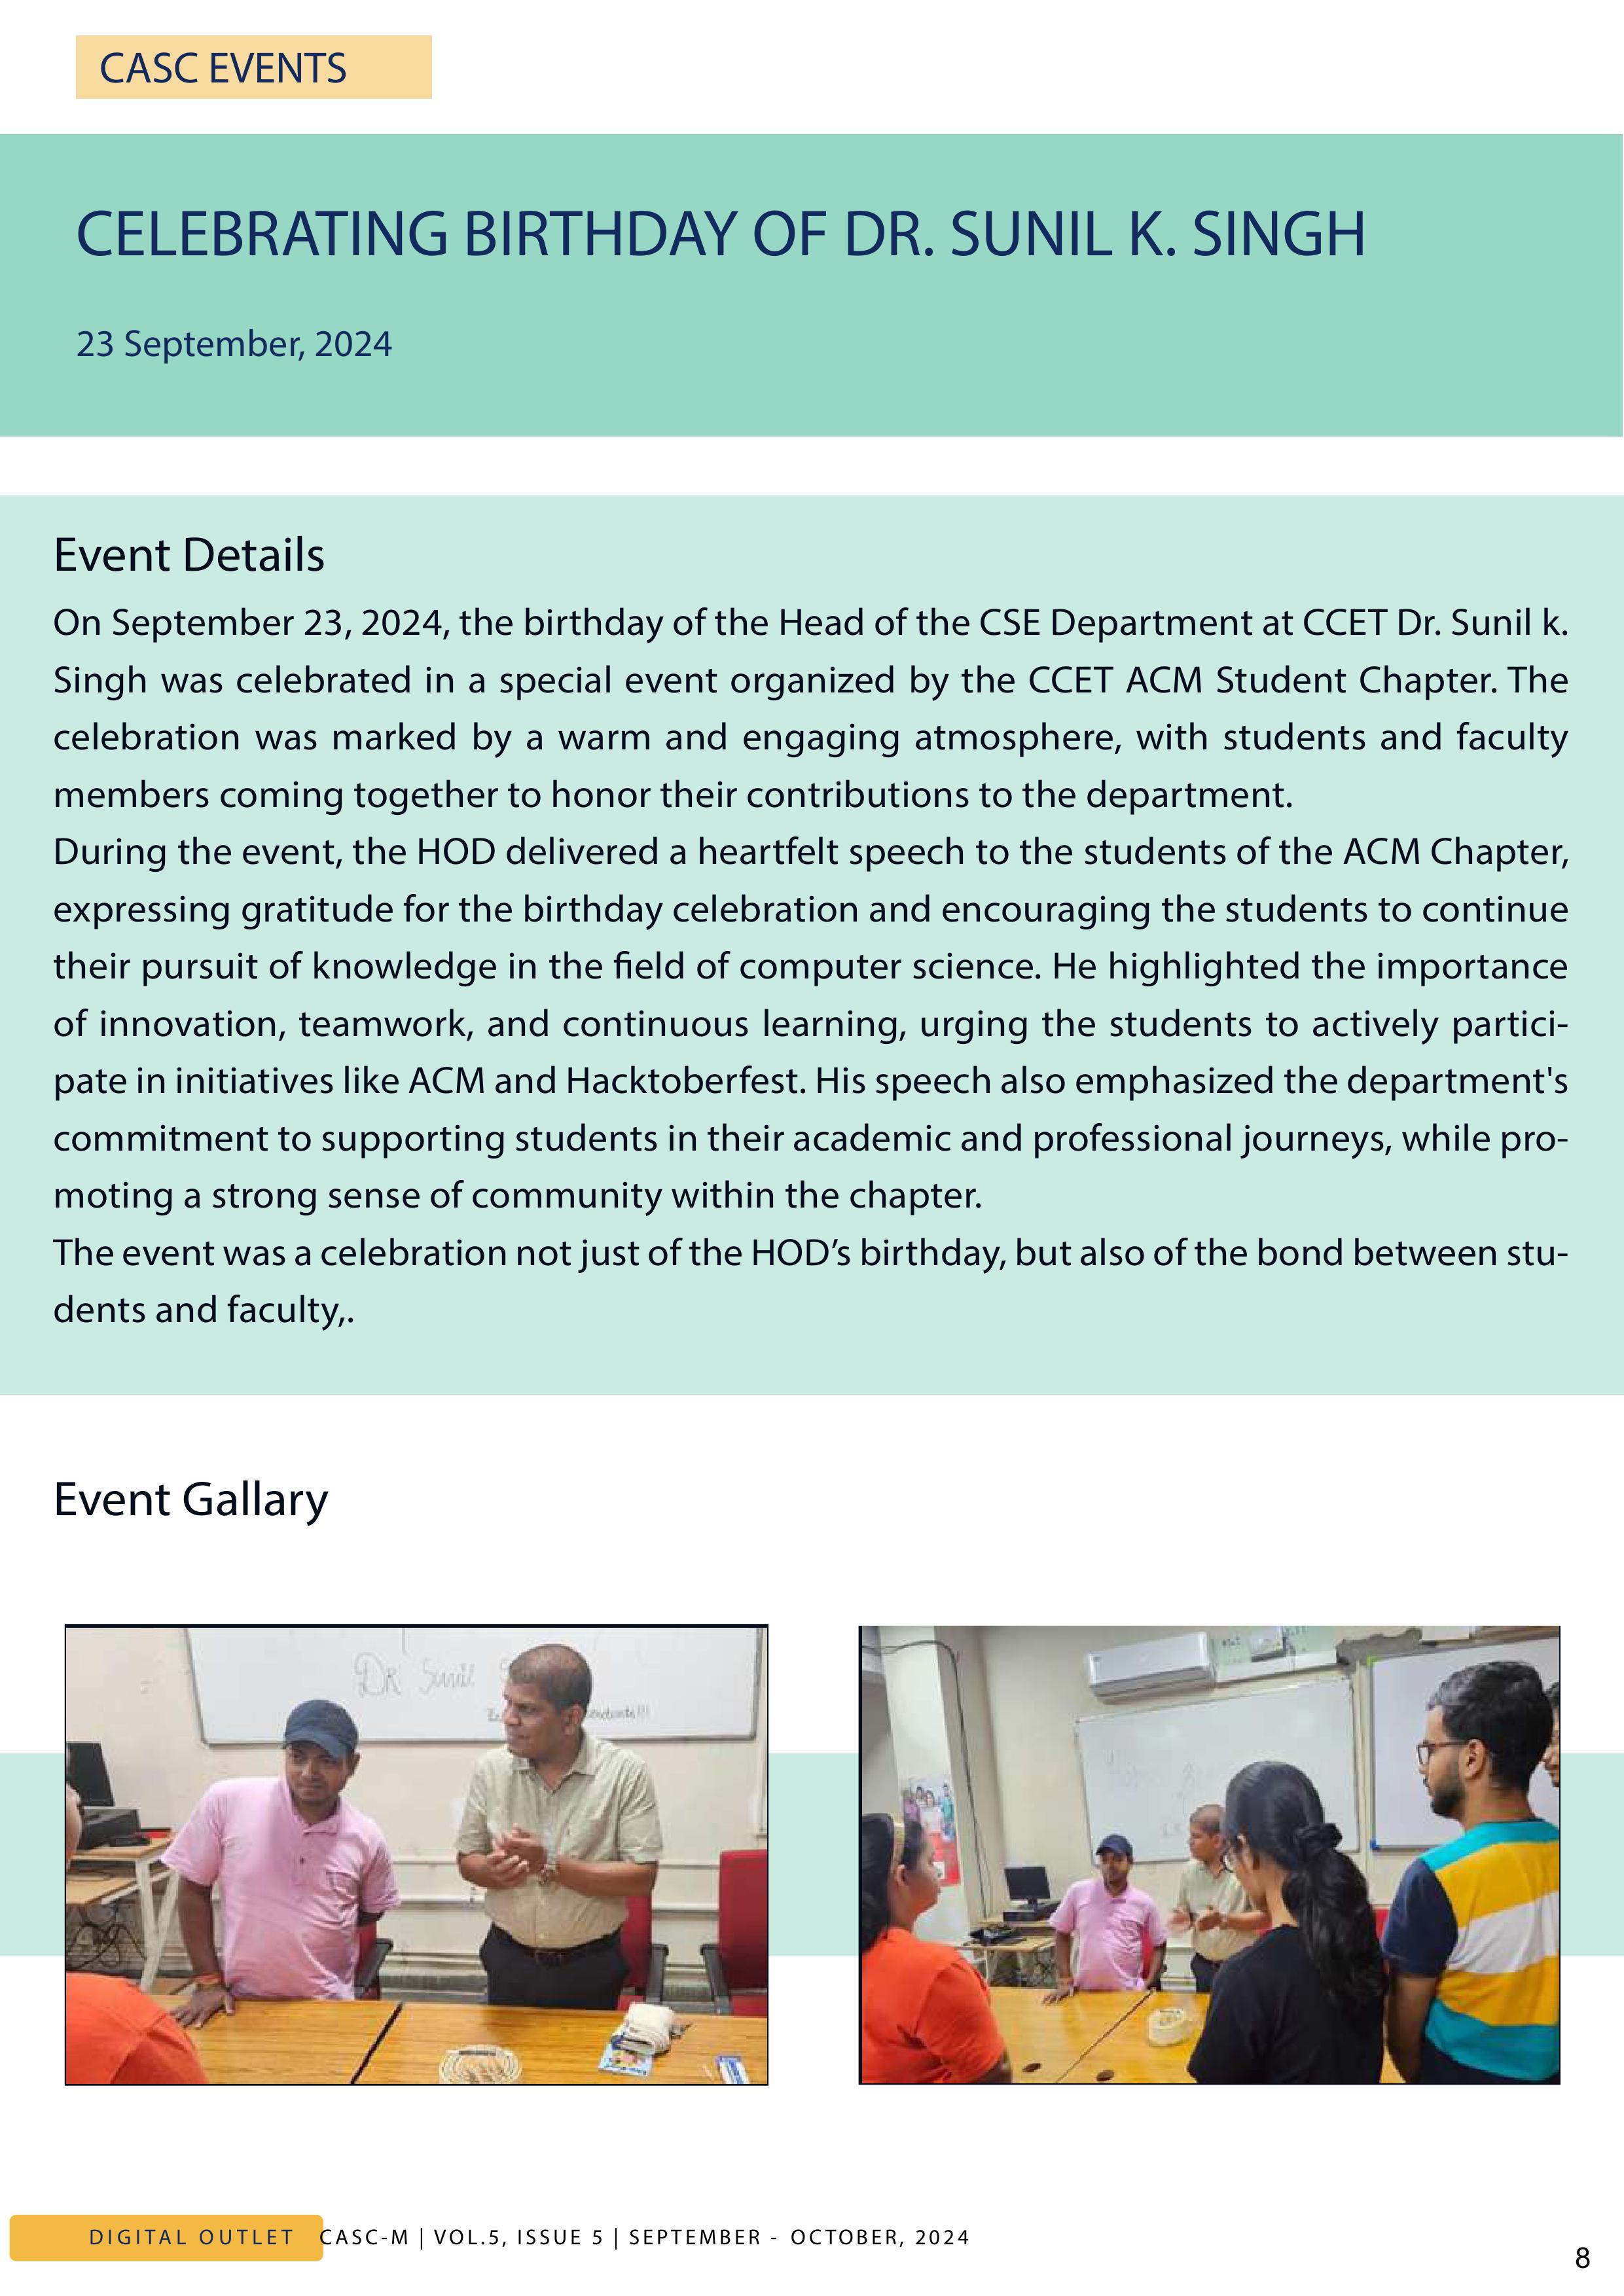 CASC EVENTS
CELEBRATING BIRTHDAY OF DR. SUNIL K. SINGH
23 September, 2024
Event Details
On September 23, 2024, the birthday of the Head of the CSE Department at CCET Dr. Sunil k.
Singh was celebrated in a special event organized by the CCET ACM Student Chapter. The
celebration was marked by a warm and engaging atmosphere, with students and faculty
members coming together to honor their contributions to the department.
During the event, the HOD delivered a heartfelt speech to the students of the ACM Chapter,
expressing gratitude for the birthday celebration and encouraging the students to continue
their pursuit of knowledge in the field of computer science. He highlighted the importance
of innovation, teamwork, and continuous learning, urging the students to actively partici-
pate in initiatives like ACM and Hacktoberfest. His speech also emphasized the department's
commitment to supporting students in their academic and professional journeys, while pro-
moting a strong sense of community within the chapter.
The event was a celebration not just of the HOD’s birthday, but also of the bond between stu-
dents and faculty,.
Event Gallary
DR Sunil
DIGITAL OUTLET CASC-M | VOL.5, ISSUE 5 | SEPTEMBER - OCTOBER, 2024
8